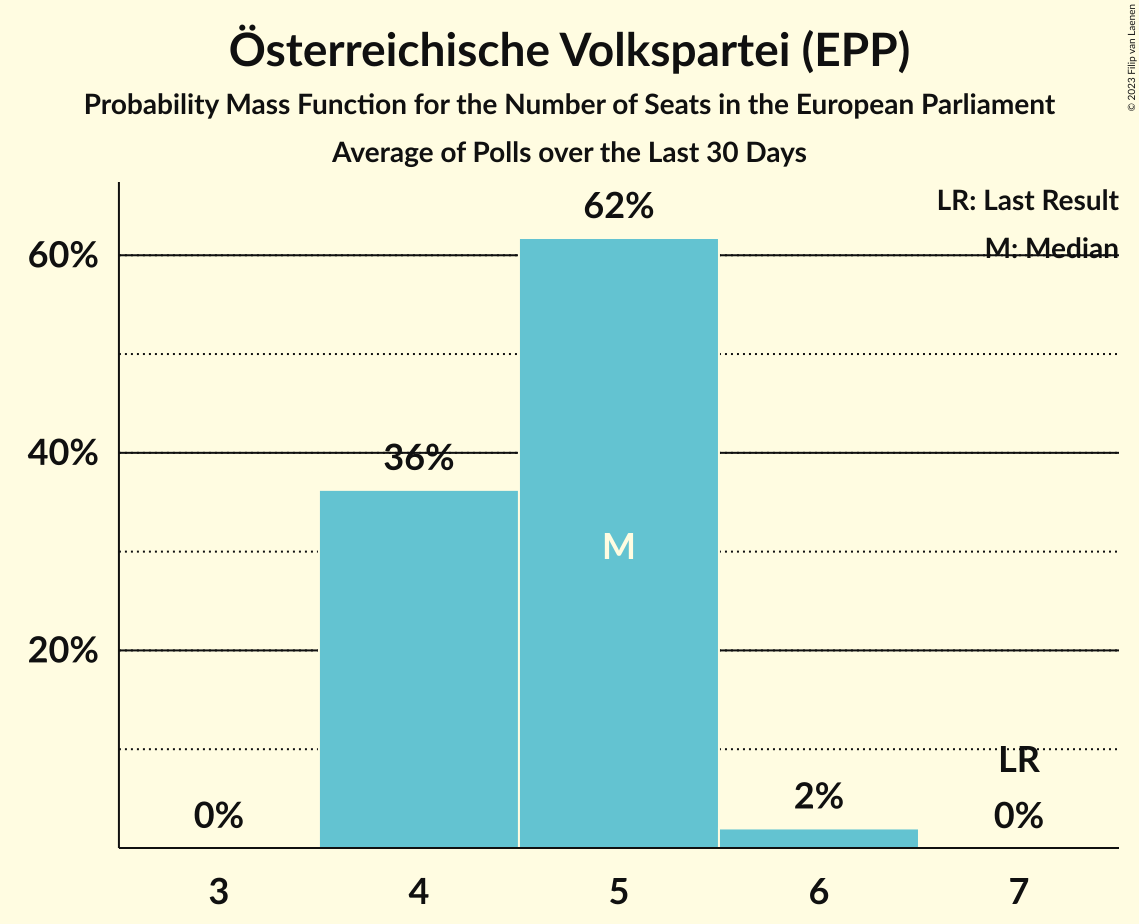 Österreichische Volkspartei (EPP)
Probability Mass Function for the Number of Seats in the European Parliament
Average of Polls over the Last 30 Days
© 2023 Filip van Laenen
LR: Last Result
M: Median
60%
40%
20%
0%
36%
62%
M
2%
LR
0%
3
4
5
6
7